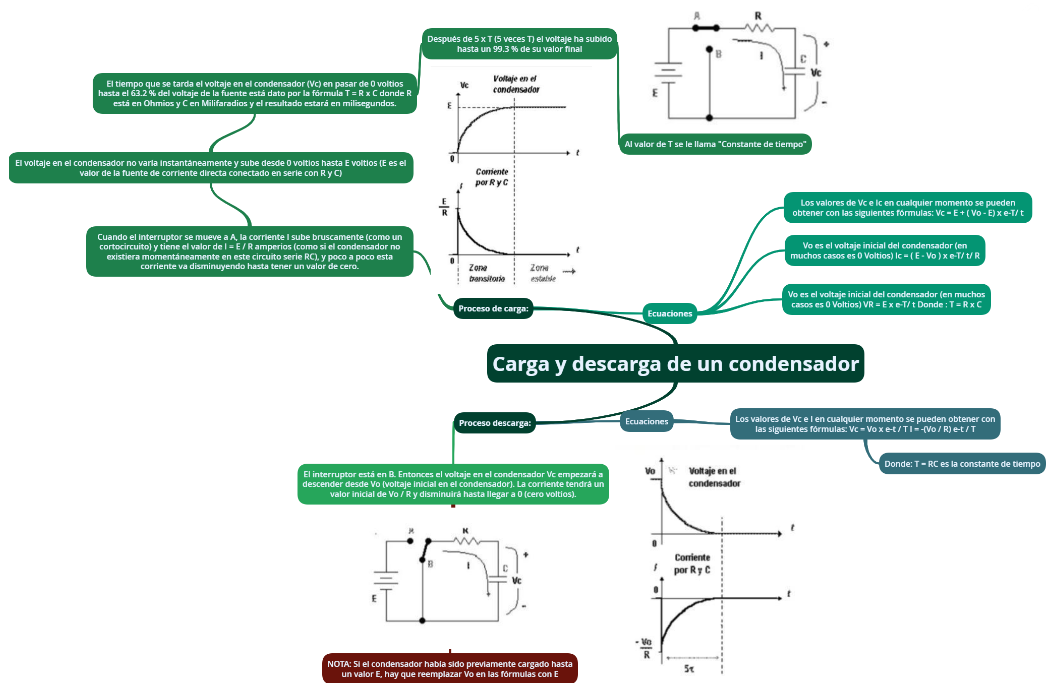 Carga y descarga de un condensador
Proceso de carga:
Cuando el interruptor se mueve a A, la corriente I sube bruscamente (como un
cortocircuito) y tiene el valor de I = E / R amperios (como si el condensador no
existiera momentáneamente en este circuito serie RC), y poco a poco esta
corriente va disminuyendo hasta tener un valor de cero.
El voltaje en el condensador no varía instantáneamente y sube desde 0 voltios hasta E voltios (E es el
valor de la fuente de corriente directa conectado en serie con R y C)
El tiempo que se tarda el voltaje en el condensador (Vc) en pasar de 0 voltios
hasta el 63.2 % del voltaje de la fuente está dato por la fórmula T = R x C donde R
está en Ohmios y C en Milifaradios y el resultado estará en milisegundos.
Después de 5 x T (5 veces T) el voltaje ha subido
hasta un 99.3 % de su valor final
Al valor de T se le llama "Constante de tiempo"
A
R
B
I
C
Vc
+
-
E
Vc
Voltaje en el
condensador
E
0
t
Corriente
por R y C
I
E
R
0
t
Zona
transitoria
Zona
estable
Ecuaciones
Los valores de Vc e Ic en cualquier momento se pueden
obtener con las siguientes fórmulas: Vc = E + ( Vo - E) x e-T/ t
Vo es el voltaje inicial del condensador (en
muchos casos es 0 Voltios) Ic = ( E - Vo ) x e-T/ t/ R
Vo es el voltaje inicial del condensador (en muchos
casos es 0 Voltios) VR = E x e-T/ t Donde : T = R x C
Proceso descarga:
Ecuaciones
Los valores de Vc e I en cualquier momento se pueden obtener con
las siguientes fórmulas: Vc = Vo x e-t / T I = -(Vo / R) e-t / T
Donde: T = RC es la constante de tiempo
El interruptor está en B. Entonces el voltaje en el condensador Vc empezará a
descender desde Vo (voltaje inicial en el condensador). La corriente tendrá un
valor inicial de Vo / R y disminuirá hasta llegar a 0 (cero voltios).
A
R
B
I
C
Vc
+
-
E
NOTA: Si el condensador había sido previamente cargado hasta
un valor E, hay que reemplazar Vo en las fórmulas con E
Vo
Voltaje en el
condensador
0
t
Corriente
por R y C
I
0
t
- Vo
R
5τ